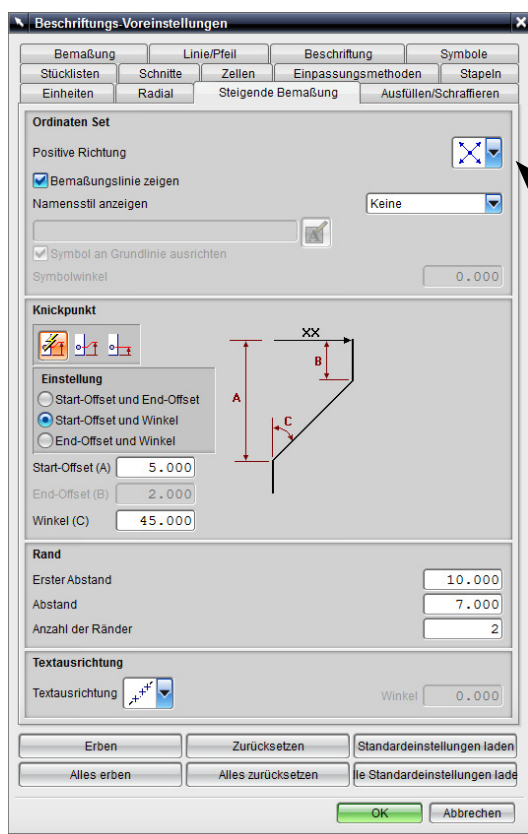 Beschriftungs-Voreinstellungen
Bemaßung Linie/Pfeil Beschriftung Symbole
Stücklisten Schnitte Zellen Einpassungsmethoden Stapeln
Einheiten Radial Steigende Bemaßung Ausfüllen/Schraffieren
Ordinaten Set
Positive Richtung
Bemaßungslinie zeigen
Namensstil anzeigen Keine
A
Symbol an Grundlinie ausrichten
Symbolwinkel 0.000
Knickpunkt
XX
B
A
C
Einstellung
Start-Offset und End-Offset
Start-Offset und Winkel
End-Offset und Winkel
Start-Offset (A) 5.000
End-Offset (B) 2.000
Winkel (C) 45.000
Rand
Erster Abstand 10.000
Abstand 7.000
Anzahl der Ränder 2
Textausrichtung
Textausrichtung Winkel 0.000
Erben Zurücksetzen Standardeinstellungen laden
Alles erben Alles zurücksetzen lle Standardeinstellungen lade
OK Abbrechen